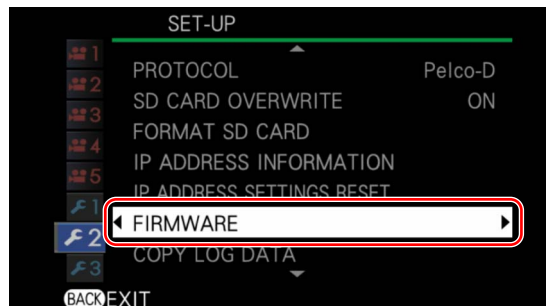 SET-UP
1
2
3
4
5
1
2
3
PROTOCOL Pelco-D
SD CARD OVERWRITE ON
FORMAT SD CARD
IP ADDRESS INFORMATION
IP ADDRESS SETTINGS RESET
FIRMWARE
COPY LOG DATA
BACK EXIT